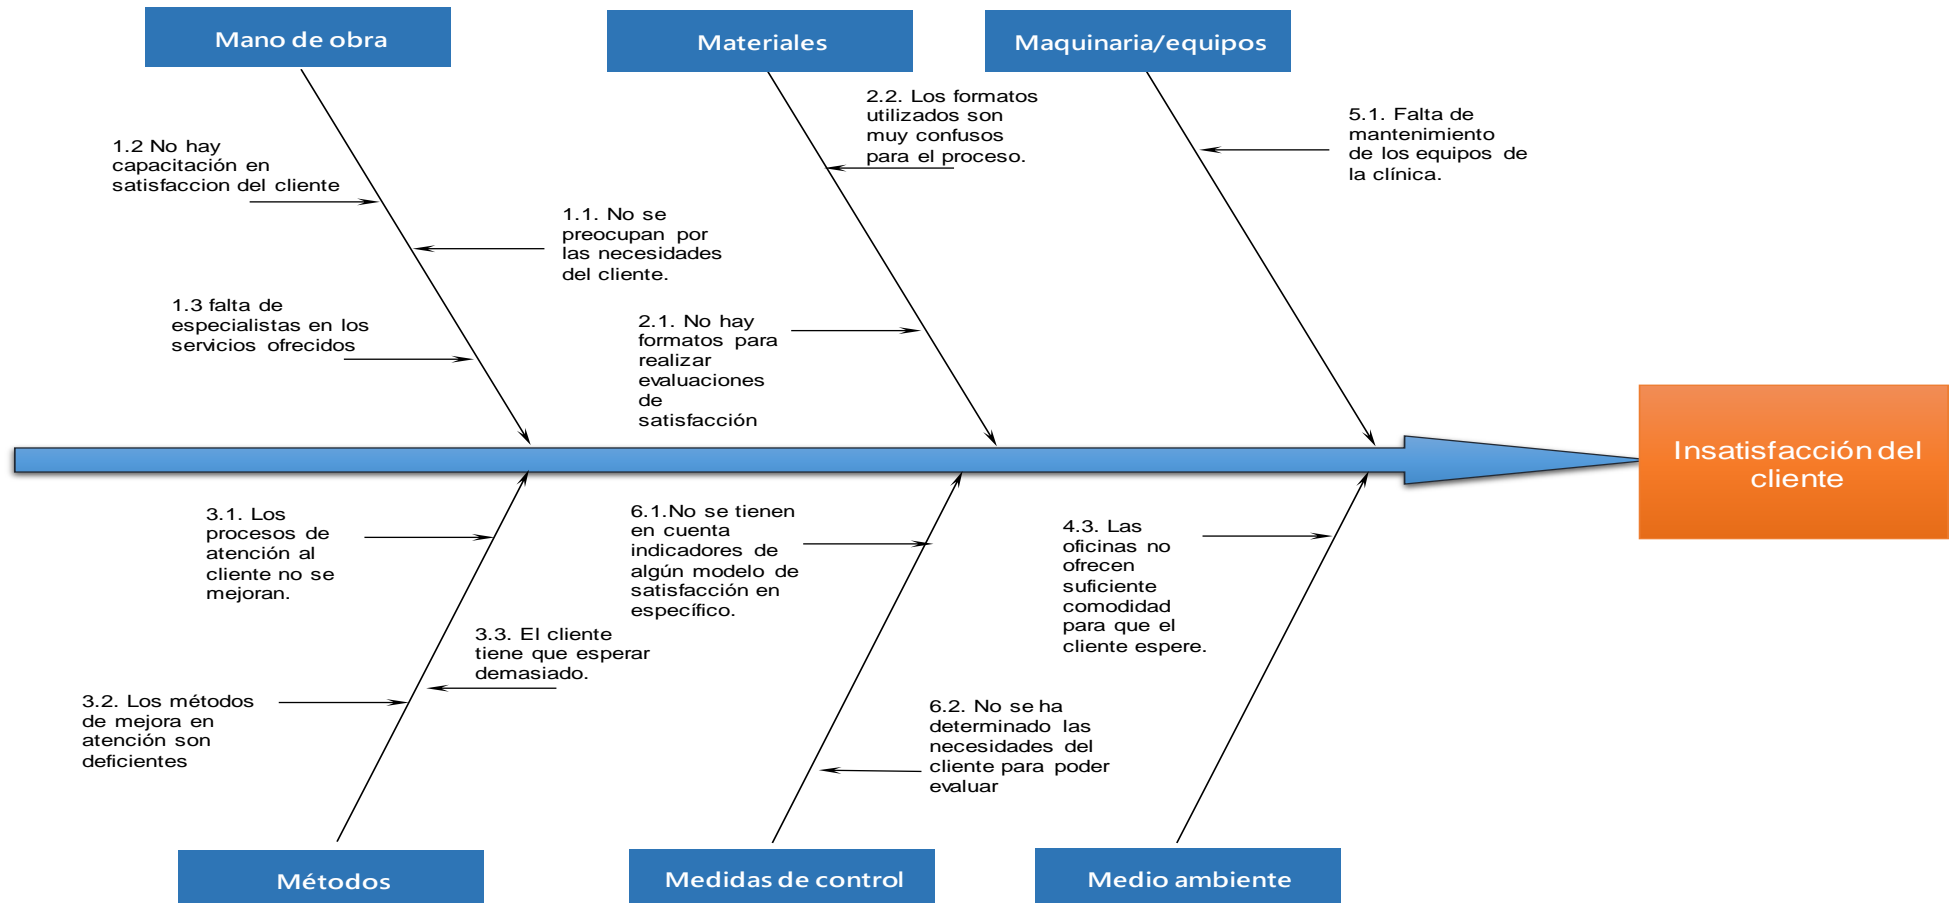 Mano de obra
Materiales
Maquinaria/equipos
1.2 No hay
capacitación en
satisfaccion del cliente
1.1. No se
preocupan por
las necesidades
del cliente.
1.3 falta de
especialistas en los
servicios ofrecidos
2.2. Los formatos
utilizados son
muy confusos
para el proceso.
2.1. No hay
formatos para
realizar
evaluaciones
de
satisfacción
5.1. Falta de
mantenimiento
de los equipos de
la clínica.
Insatisfacción del
cliente
3.1. Los
procesos de
atención al
cliente no se
mejoran.
3.3. El cliente
tiene que esperar
demasiado.
3.2. Los métodos
de mejora en
atención son
deficientes
6.1.No se tienen
en cuenta
indicadores de
algún modelo de
satisfacción en
específico.
6.2. No se ha
determinado las
necesidades del
cliente para poder
evaluar
4.3. Las
oficinas no
ofrecen
suficiente
comodidad
para que el
cliente espere.
Métodos
Medidas de control
Medio ambiente